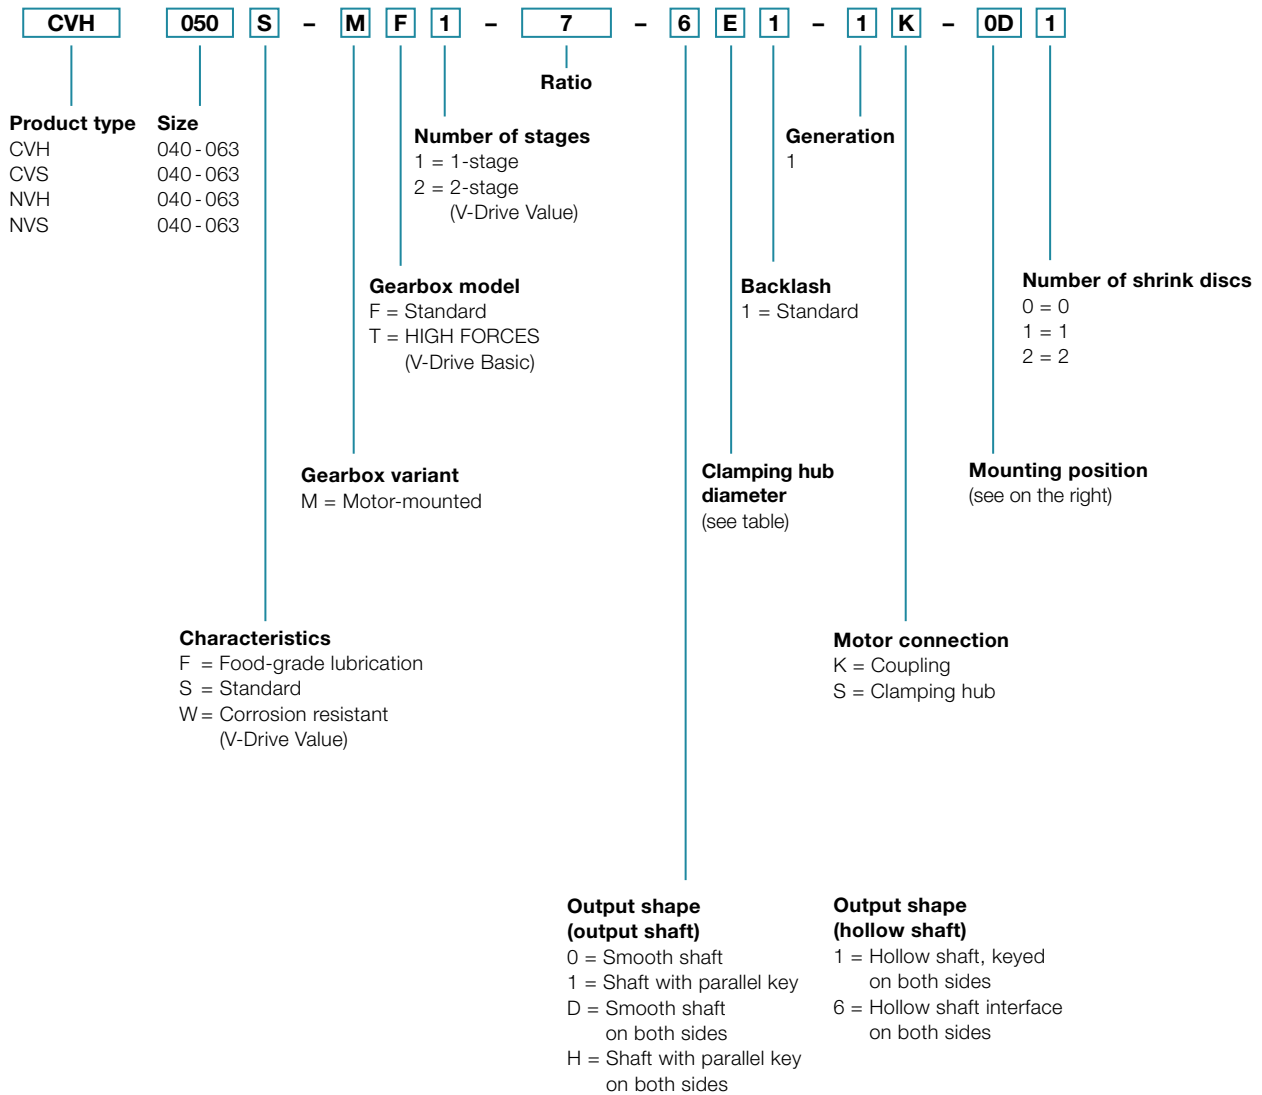 CVH 050 S – M F 1 – 7 – 6 E 1 – 1 K – 0D 1
Ratio
Product type
CVH
CVS
NVH
NVS
Size
040 - 063
040 - 063
040 - 063
040 - 063
Number of stages
1 = 1-stage
2 = 2-stage
(V-Drive Value)
Generation
1
Gearbox model
F = Standard
T = HIGH FORCES
(V-Drive Basic)
Backlash
1 = Standard
Number of shrink discs
0 = 0
1 = 1
2 = 2
Gearbox variant
M = Motor-mounted
Clamping hub
diameter
(see table)
Mounting position
(see on the right)
Characteristics
F = Food-grade lubrication
S = Standard
W = Corrosion resistant
(V-Drive Value)
Motor connection
K = Coupling
S = Clamping hub
Output shape
(output shaft)
0 = Smooth shaft
1 = Shaft with parallel key
D = Smooth shaft
on both sides
H = Shaft with parallel key
on both sides
Output shape
(hollow shaft)
1 = Hollow shaft, keyed
on both sides
6 = Hollow shaft interface
on both sides